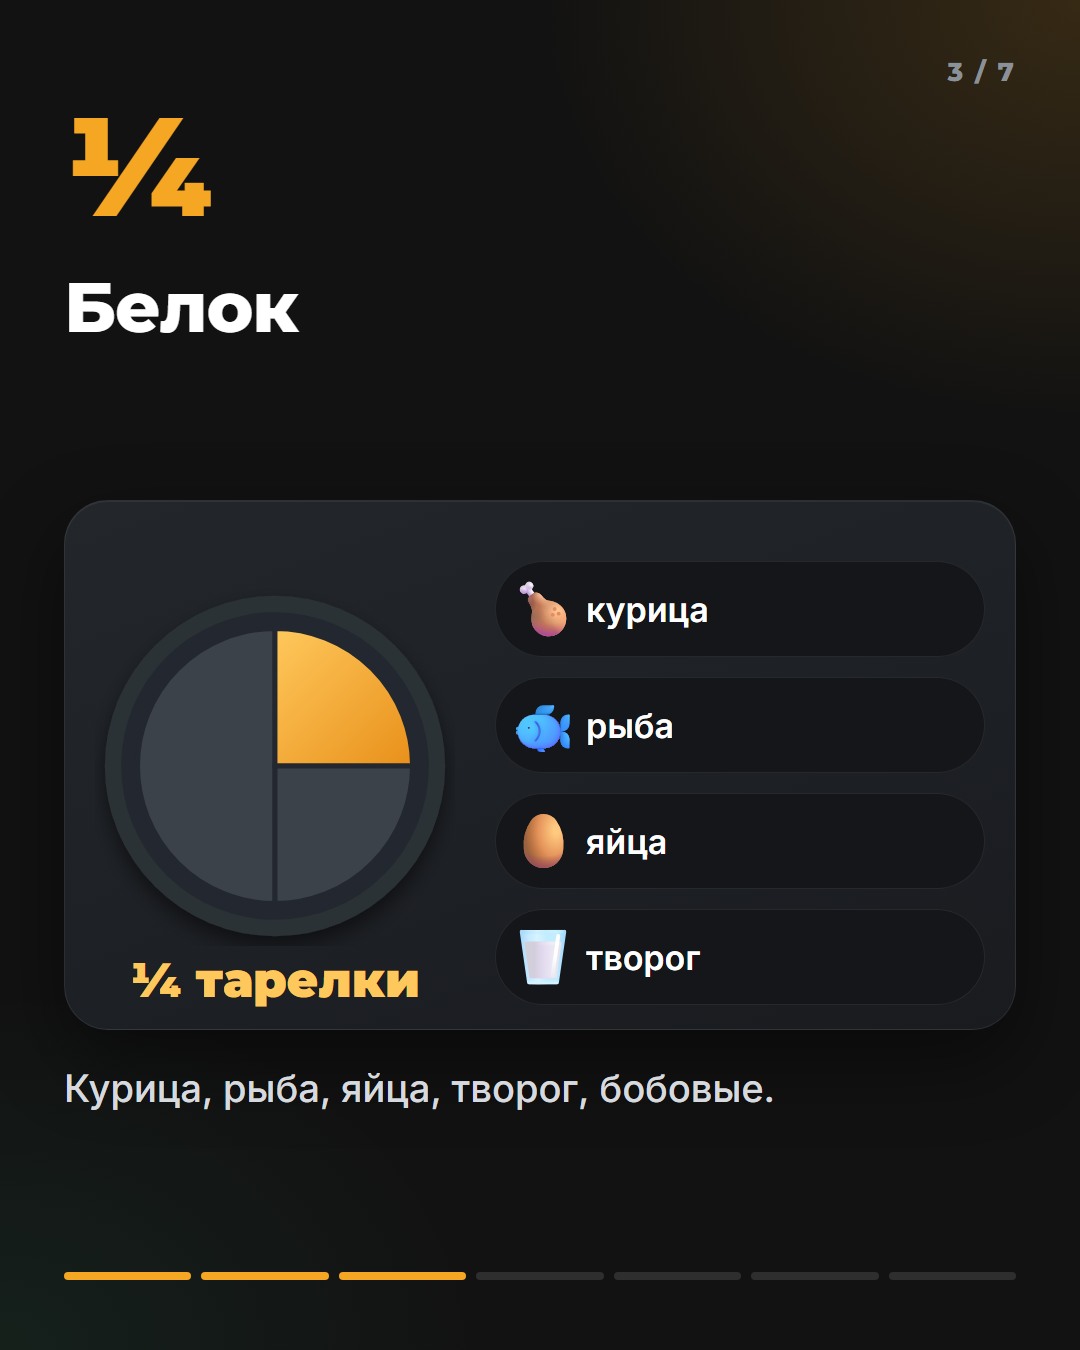 3 / 7
¼
Белок
курица
рыба
яйца
творог
¼ тарелки
Курица, рыба, яйца, творог, бобовые.